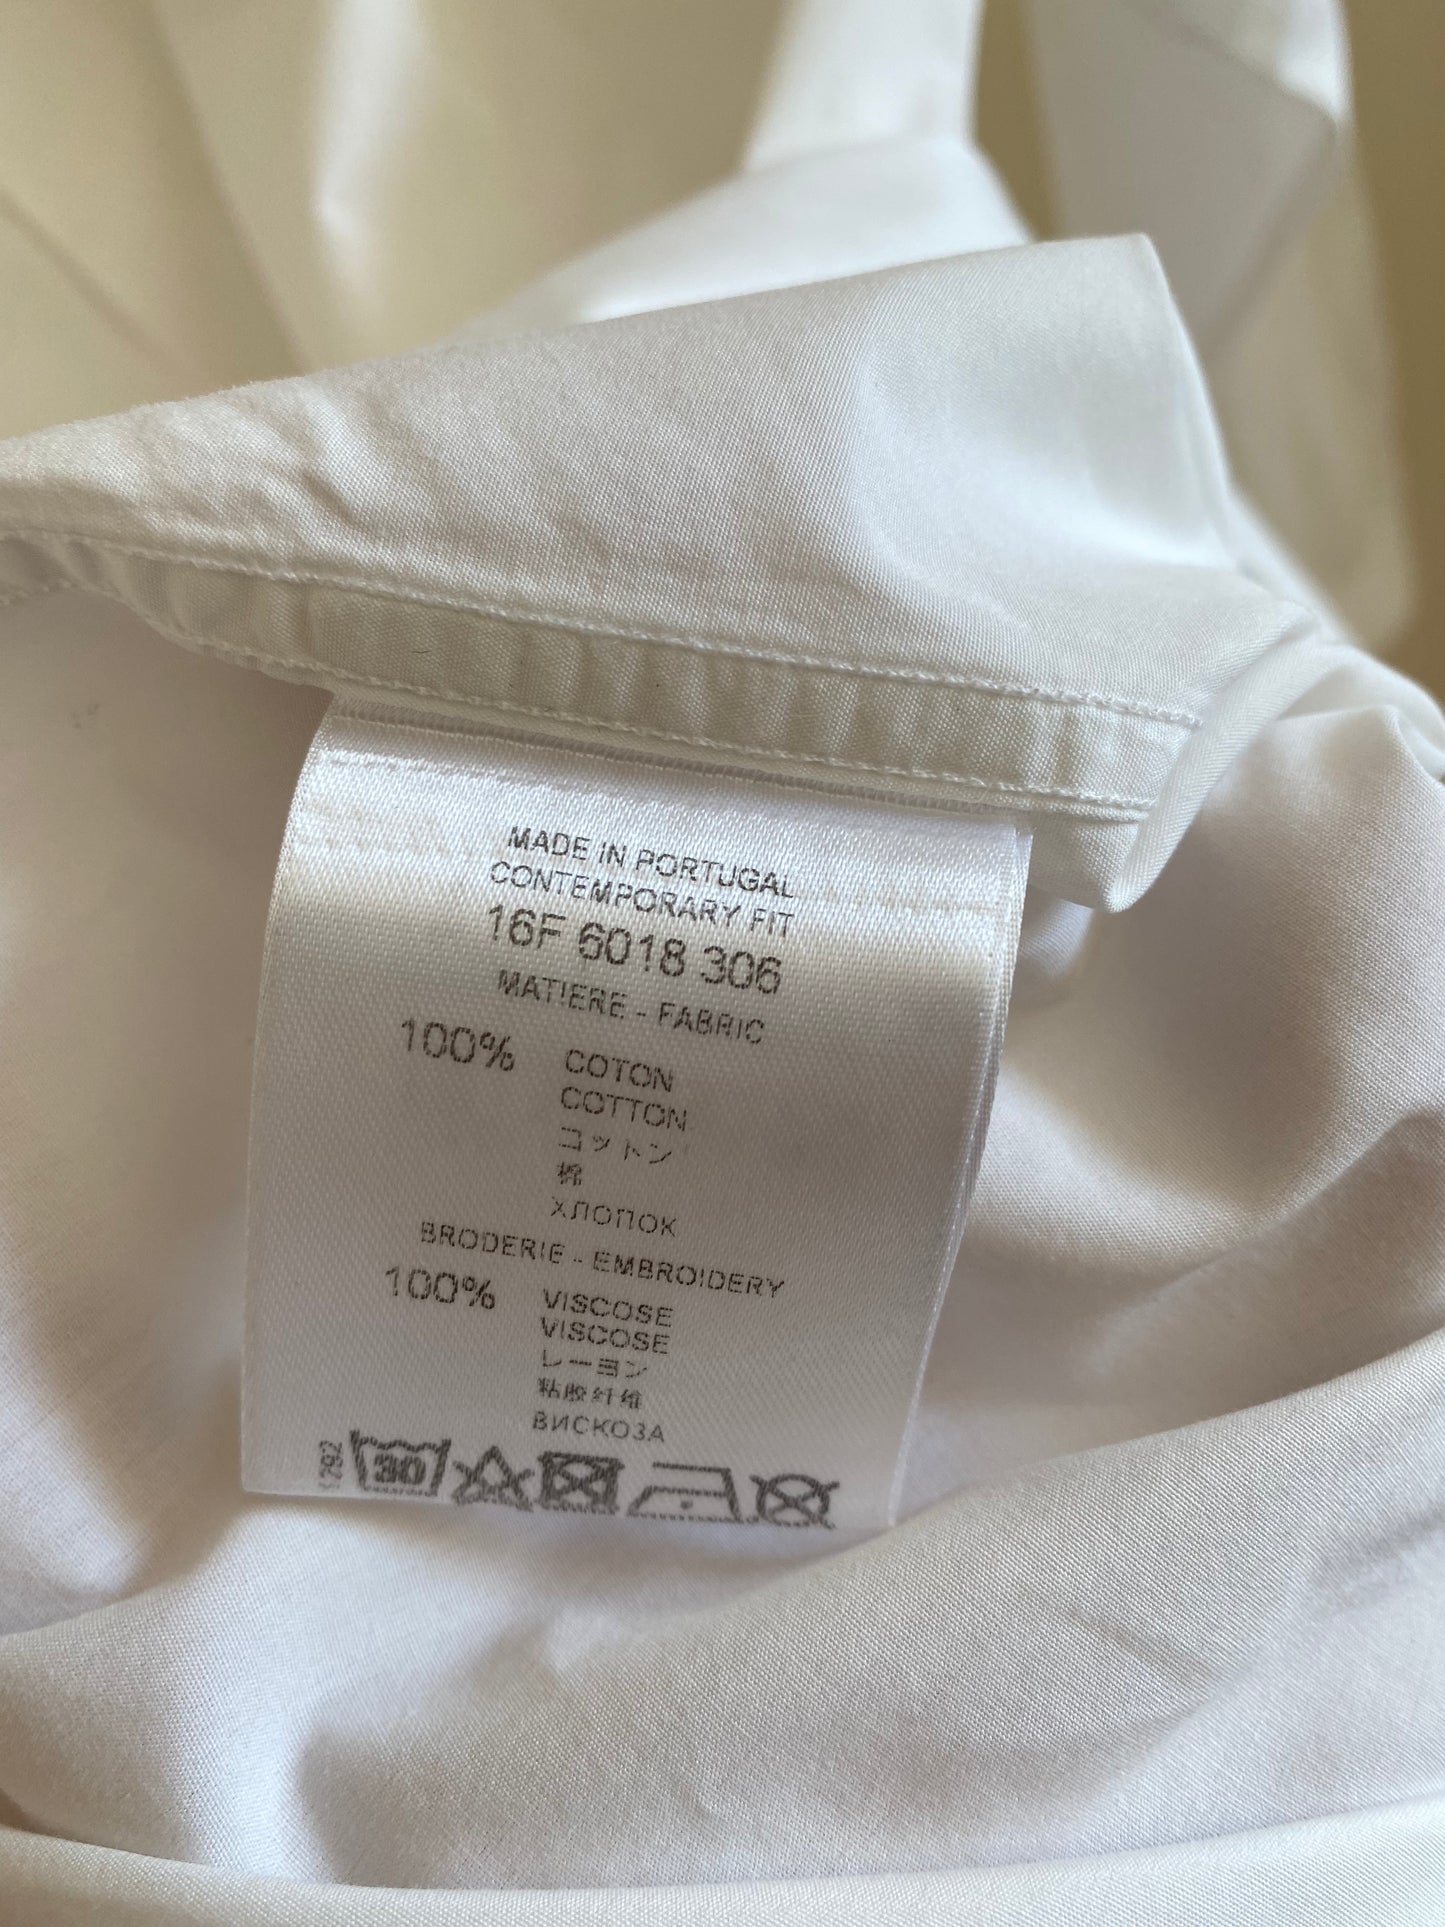 MADE IN PORTUGAL
CONTEMPORARY FIT
16F 6018 306
MATIERE - FABRIC
100% COTON
COTTON
コットン
棉
ХЛОПОК
BRODERIE - EMBROIDERY
100% VISCOSE
VISCOSE
レーヨン
粘胶纤维
ВИСКОЗА
30